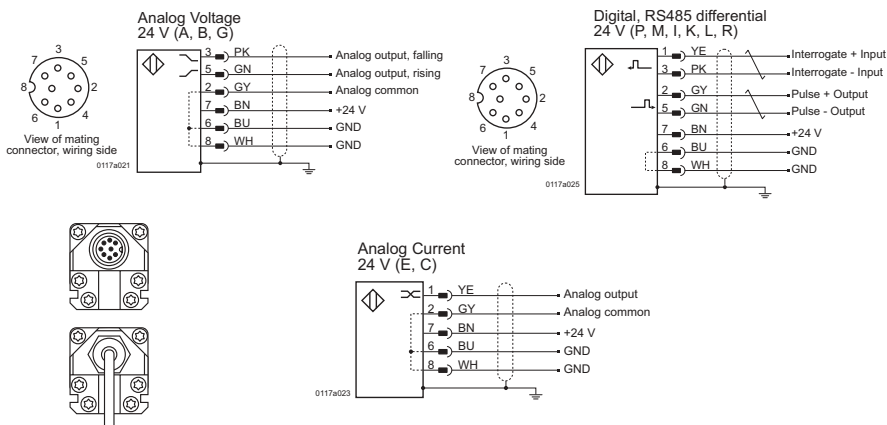 Analog Voltage
24 V (A, B, G)
3
7
5
8
2
6
4
1
View of mating
connector, wiring side
0117a021
3 PK Analog output, falling
5 GN Analog output, rising
2 GY Analog common
7 BN +24 V
6 BU GND
8 WH GND
Digital, RS485 differential
24 V (P, M, I, K, L, R)
3
7
5
8
2
6
4
1
View of mating
connector, wiring side
0117a025
1 YE Interrogate + Input
3 PK Interrogate - Input
2 GY Pulse + Output
5 GN Pulse - Output
7 BN +24 V
6 BU GND
8 WH GND
Analog Current
24 V (E, C)
1 YE Analog output
2 GY Analog common
7 BN +24 V
6 BU GND
8 WH GND
0117a023